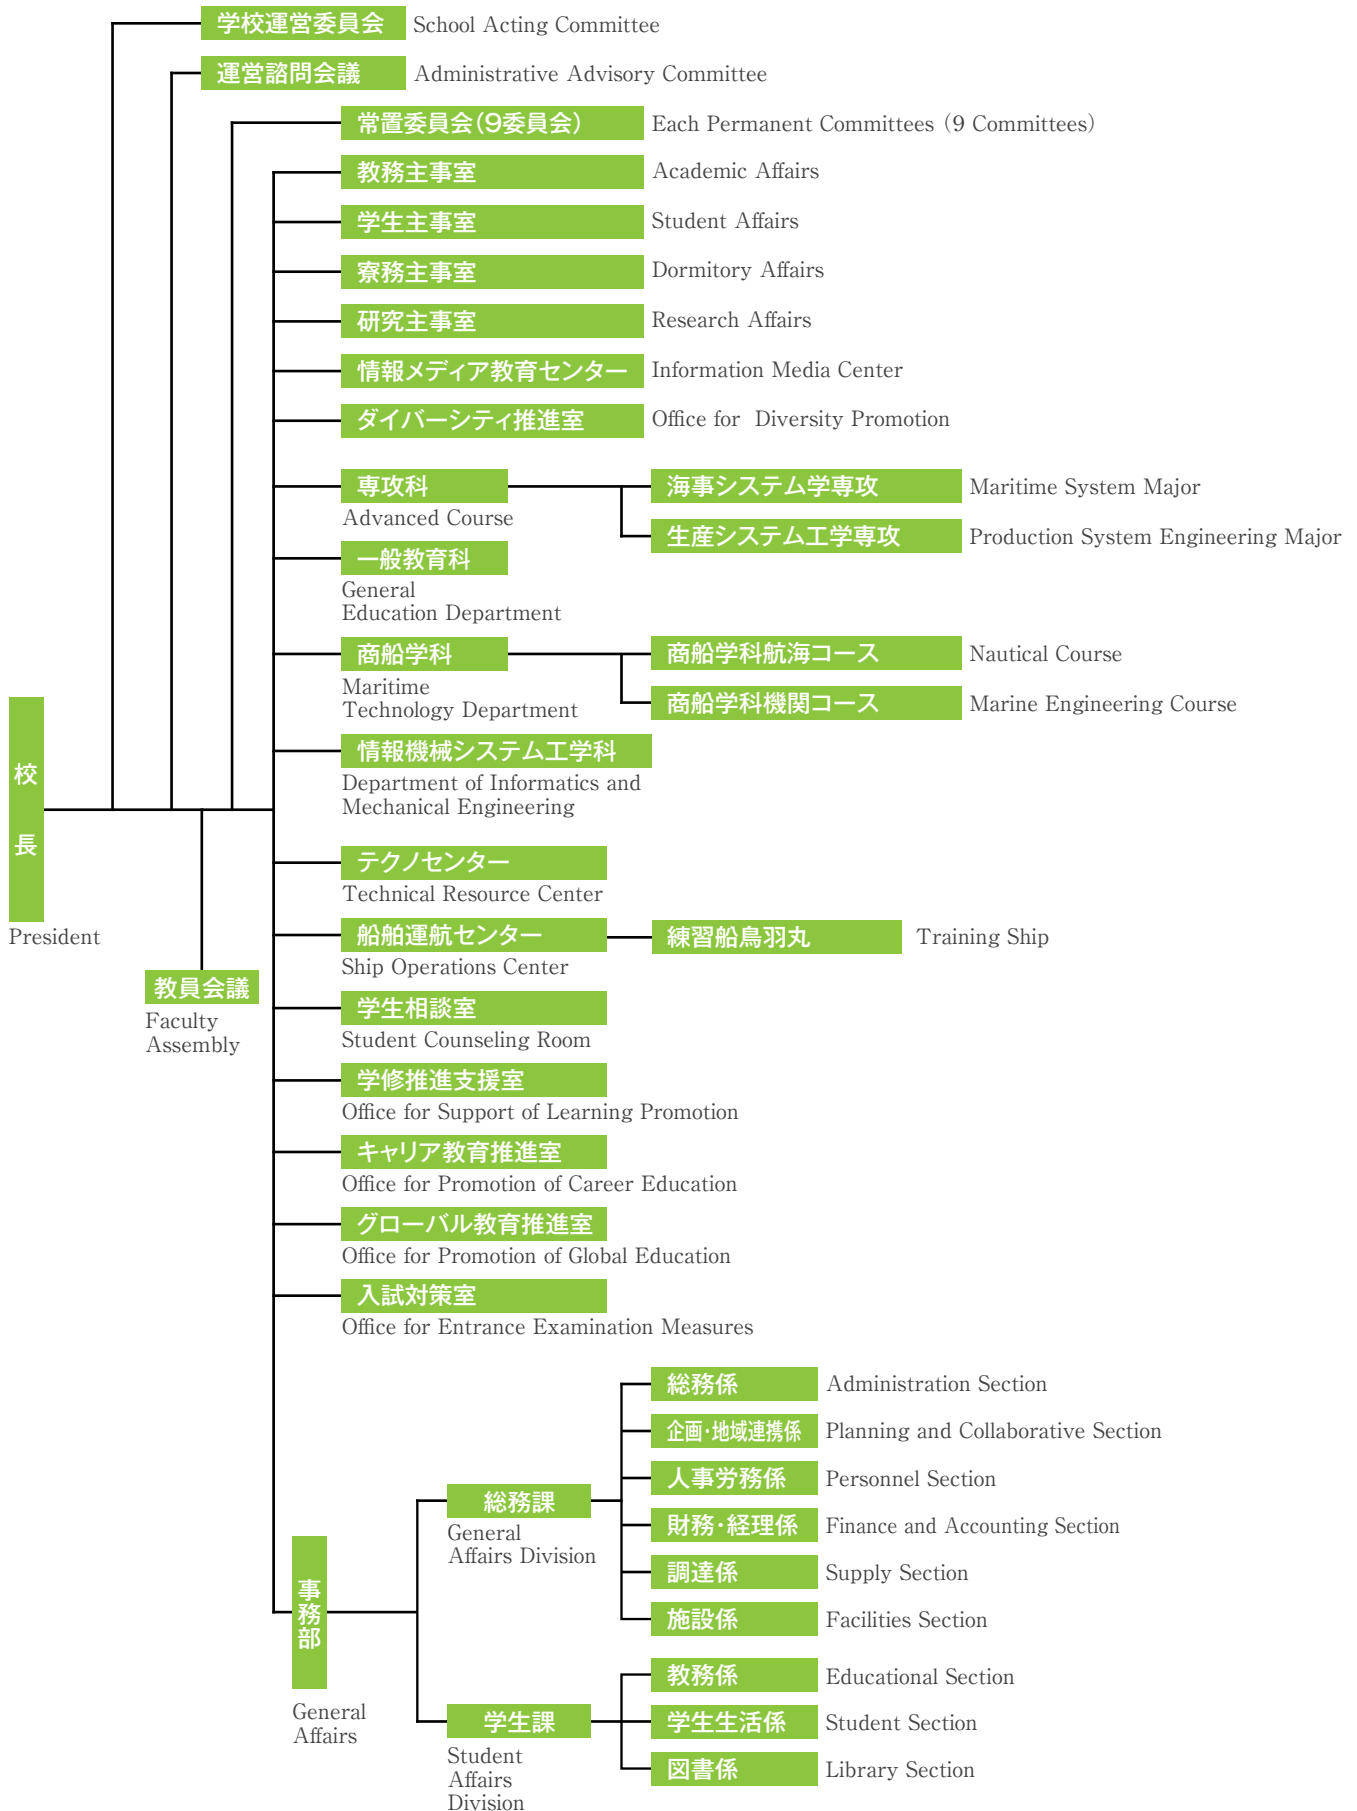 学校運営委員会 School Acting Committee
運営諮問会議 Administrative Advisory Committee
常置委員会(9委員会) Each Permanent Committees (9 Committees)
教務主事室 Academic Affairs
学生主事室 Student Affairs
寮務主事室 Dormitory Affairs
研究主事室 Research Affairs
情報メディア教育センター Information Media Center
ダイバーシティ推進室 Office for Diversity Promotion
専攻科
Advanced Course
海事システム学専攻 Maritime System Major
生産システム工学専攻 Production System Engineering Major
一般教育科
General
Education Department
商船学科
Maritime
Technology Department
商船学科航海コース Nautical Course
商船学科機関コース Marine Engineering Course
情報機械システム工学科
Department of Informatics and
Mechanical Engineering
校長
President
教員会議
Faculty
Assembly
テクノセンター
Technical Resource Center
船舶運航センター
Ship Operations Center
練習船鳥羽丸 Training Ship
学生相談室
Student Counseling Room
学修推進支援室
Office for Support of Learning Promotion
キャリア教育推進室
Office for Promotion of Career Education
グローバル教育推進室
Office for Promotion of Global Education
入試対策室
Office for Entrance Examination Measures
事務部
General
Affairs
総務課
General
Affairs Division
総務係 Administration Section
企画・地域連携係 Planning and Collaborative Section
人事労務係 Personnel Section
財務・経理係 Finance and Accounting Section
調達係 Supply Section
施設係 Facilities Section
学生課
Student
Affairs
Division
教務係 Educational Section
学生生活係 Student Section
図書係 Library Section